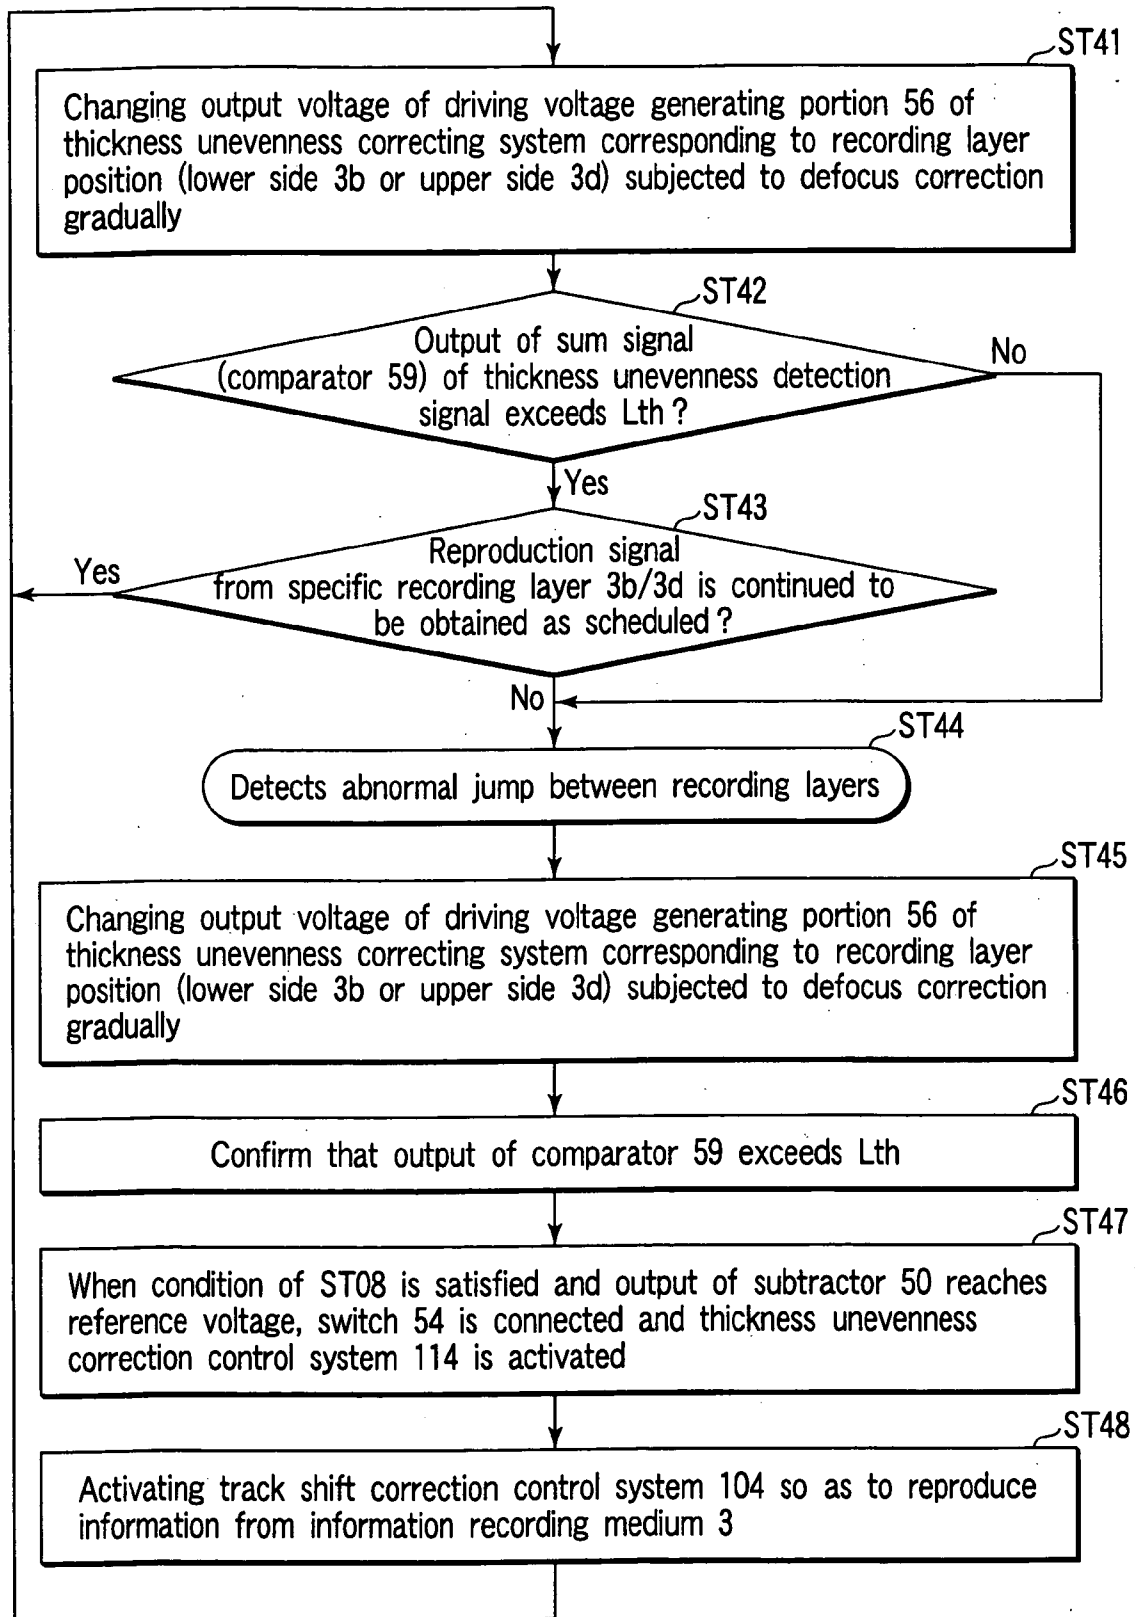 ST41
Changing output voltage of driving voltage generating portion 56 of
thickness unevenness correcting system corresponding to recording layer
position (lower side 3b or upper side 3d) subjected to defocus correction
gradually
ST42
Output of sum signal
(comparator 59) of thickness unevenness detection
signal exceeds Lth ?
No
Yes
ST43
Reproduction signal
from specific recording layer 3b/3d is continued to
be obtained as scheduled ?
Yes
No
ST44
Detects abnormal jump between recording layers
ST45
Changing output voltage of driving voltage generating portion 56 of
thickness unevenness correcting system corresponding to recording layer
position (lower side 3b or upper side 3d) subjected to defocus correction
gradually
ST46
Confirm that output of comparator 59 exceeds Lth
ST47
When condition of ST08 is satisfied and output of subtractor 50 reaches
reference voltage, switch 54 is connected and thickness unevenness
correction control system 114 is activated
ST48
Activating track shift correction control system 104 so as to reproduce
information from information recording medium 3